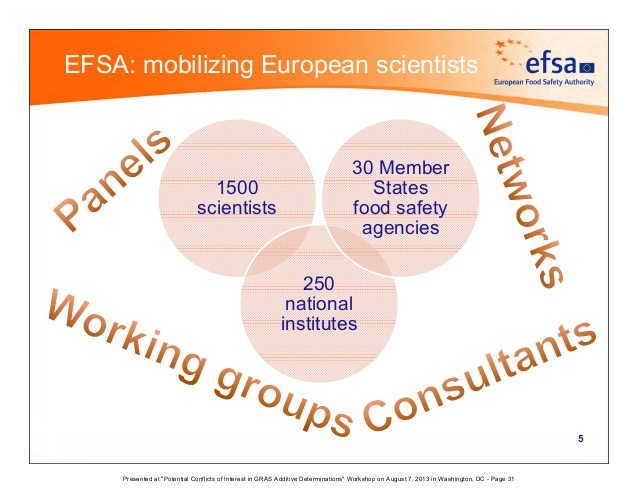 EFSA: mobilizing European scientists
efsa
European Food Safety Authority
Panels
Networks
1500
scientists
30 Member
States
food safety
agencies
250
national
institutes
Working groups
Consultants
5
Presented at "Potential Conflicts of Interest in GRAS Additive Determinations" Workshop on August 7, 2013 in Washington, DC - Page 31